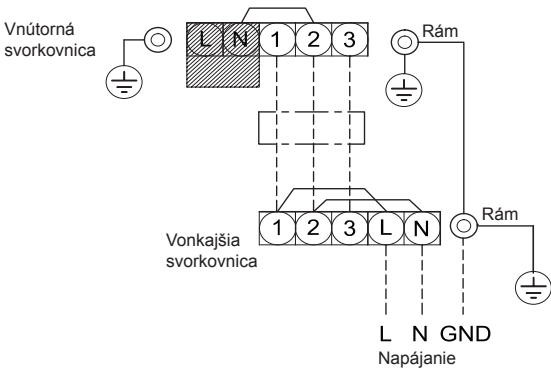 Vnútorná
svorkovnica
L N 1 2 3
Rám
1 2 3 L N
Rám
Vonkajšia
svorkovnica
L N GND
Napájanie